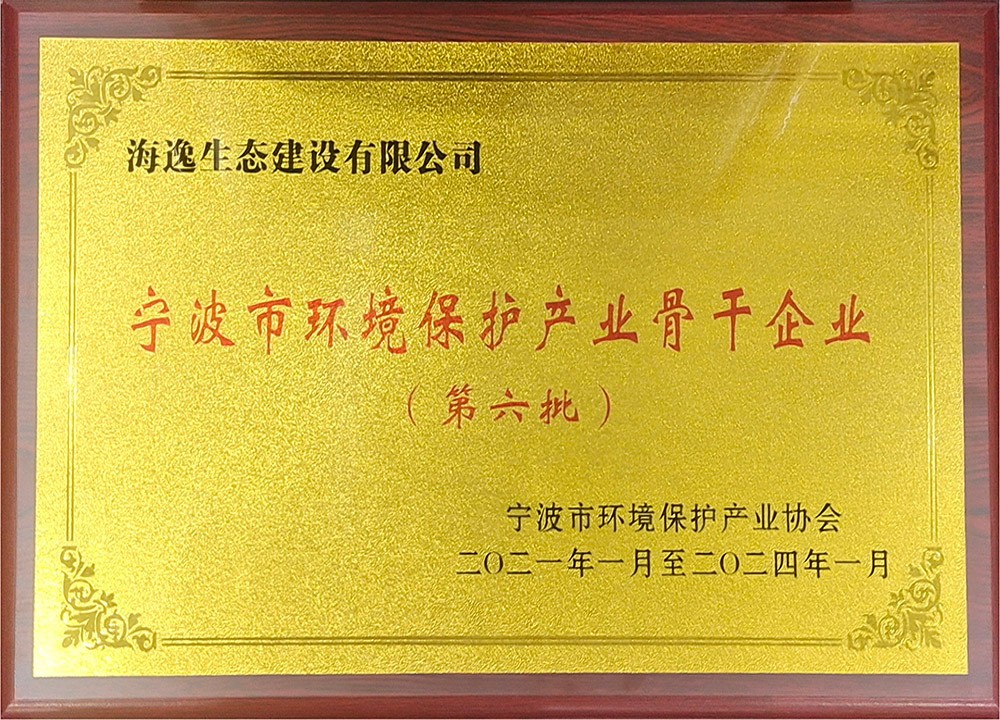 海逸生态建设有限公司
宁波市环境保护产业骨干企业
（第六批）
宁波市环境保护产业协会
二〇二一年一月至二〇二四年一月